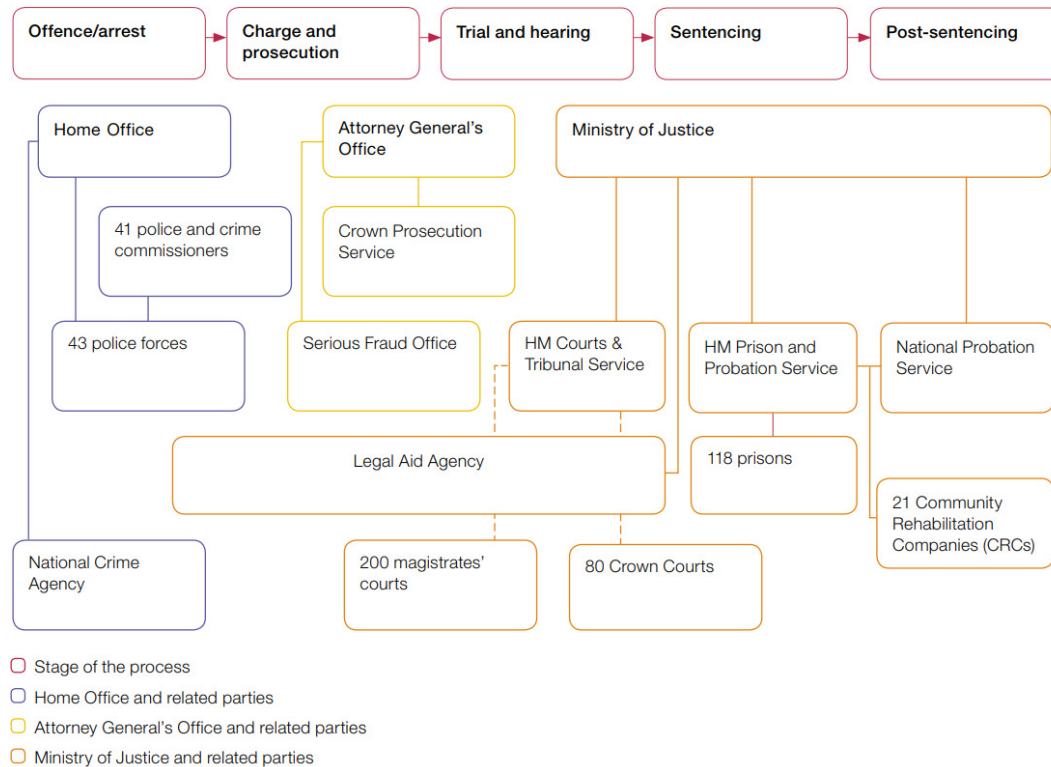 Offence/arrest
Charge and
prosecution
Trial and hearing
Sentencing
Post-sentencing
Home Office
Attorney General's
Office
Ministry of Justice
41 police and crime
commissioners
Crown Prosecution
Service
43 police forces
Serious Fraud Office
HM Courts &
Tribunal Service
HM Prison and
Probation Service
National Probation
Service
Legal Aid Agency
118 prisons
21 Community
Rehabilitation
Companies (CRCs)
National Crime
Agency
200 magistrates'
courts
80 Crown Courts
Stage of the process
Home Office and related parties
Attorney General's Office and related parties
Ministry of Justice and related parties